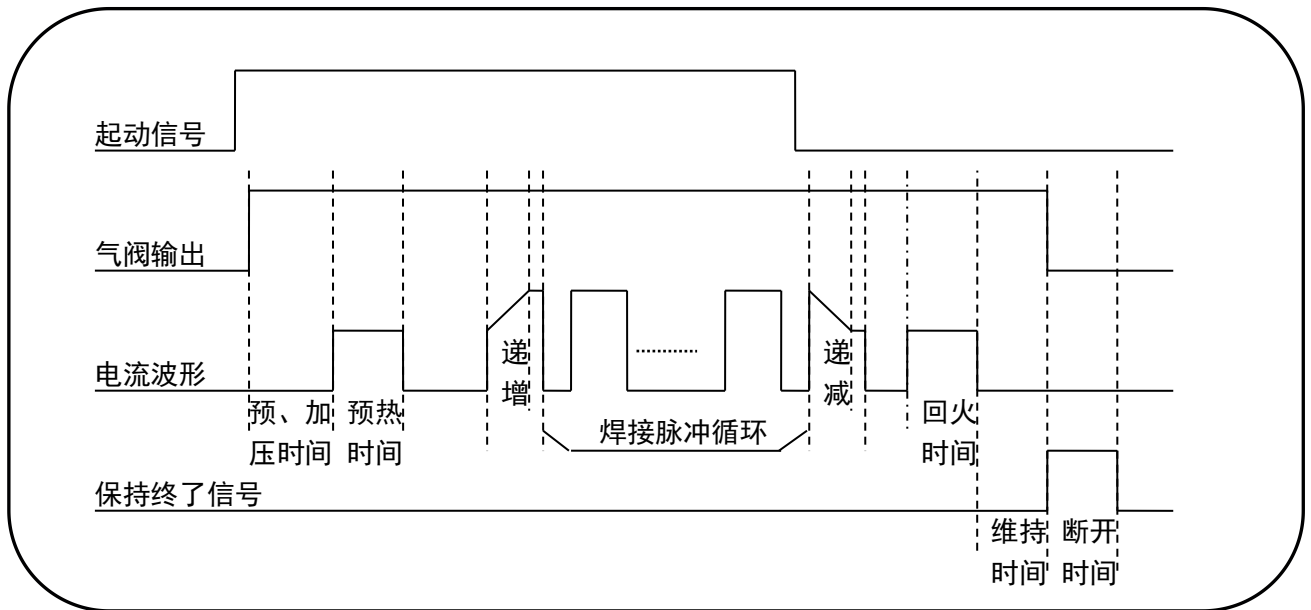 起动信号
气阀输出
电流波形
递
增
递
减
预、加
压时间
预热
时间
焊接脉冲循环
回火
时间
保持终了信号
维持
时间
断开
时间